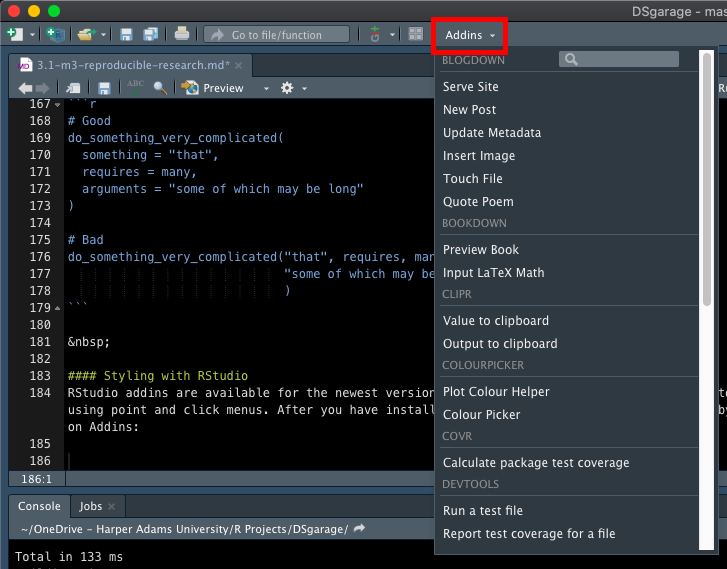 DSgarage - mas
Go to file/function
Addins
3.1-m3-reproducible-research.md*
ABC
Preview
167 ```r
168 # Good
169 do_something_very_complicated(
170 something = "that",
171 requires = many,
172 arguments = "some of which may be long"
173 )
174
175 # Bad
176 do_something_very_complicated("that", requires, man
177 "some of which may be
178 )
179 ```
180
181 &nbsp;
182
183 #### Styling with RStudio
184 RStudio addins are available for the newest version
using point and click menus. After you have install
on Addins:
185
186
186:1
BLOGDOWN
Serve Site
New Post
Update Metadata
Insert Image
Touch File
Quote Poem
BOOKDOWN
Preview Book
Input LaTeX Math
CLIPR
Value to clipboard
Output to clipboard
COLOURPICKER
Plot Colour Helper
Colour Picker
COVR
Calculate package test coverage
DEVTOOLS
Run a test file
Report test coverage for a file
Console
Jobs
~/OneDrive - Harper Adams University/R Projects/DSgarage/
Total in 133 ms